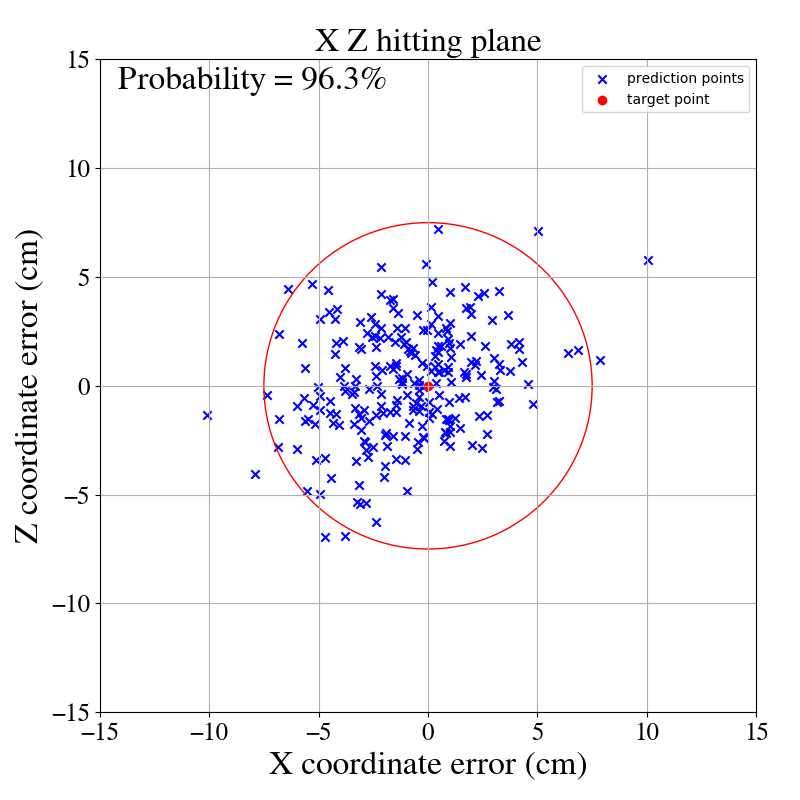 X Z hitting plane
Probability = 96.3%
prediction points
target point
15
10
5
0
−5
−10
−15
Z coordinate error (cm)
−15 −10 −5 0 5 10 15
X coordinate error (cm)